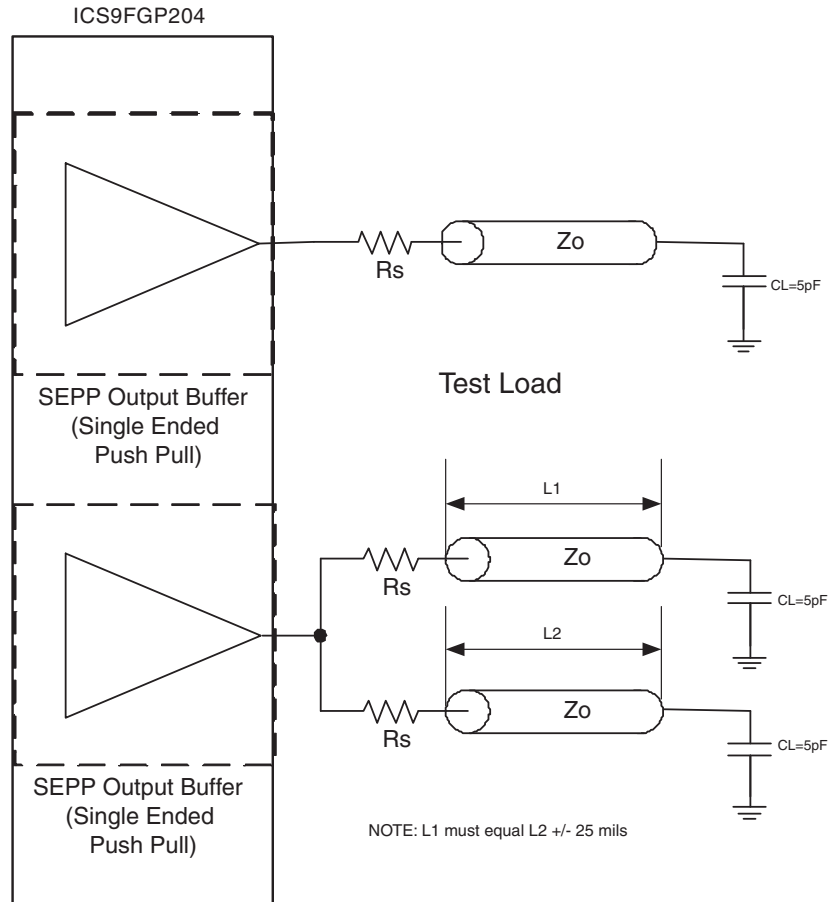 ICS9FGP204
Zo
Rs
CL=5pF
SEPP Output Buffer
(Single Ended
Push Pull)
Test Load
L1
Zo
Rs
CL=5pF
L2
Zo
Rs
CL=5pF
SEPP Output Buffer
(Single Ended
Push Pull)
NOTE: L1 must equal L2 +/- 25 mils